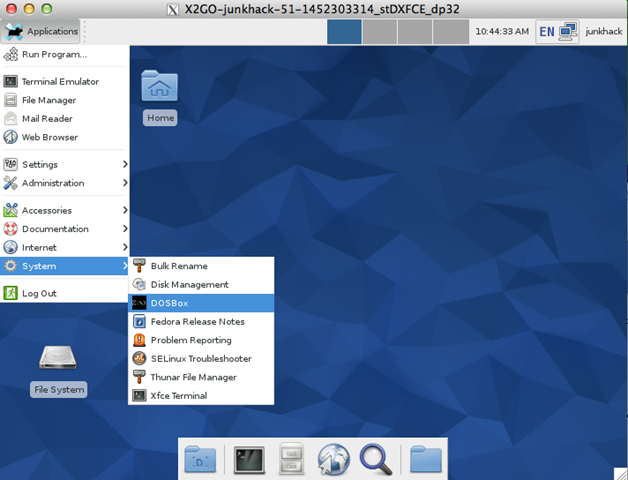 X2GO-junkhack-51-1452303314_stDXFCE_dp32
Applications
10:44:33 AM
EN
junkhack
Run Program...
Terminal Emulator
File Manager
Mail Reader
Web Browser
Settings
Administration
Accessories
Documentation
Internet
System
Log Out
Bulk Rename
Disk Management
DOSBox
Fedora Release Notes
Problem Reporting
SELinux Troubleshooter
Thunar File Manager
Xfce Terminal
Home
File System
D